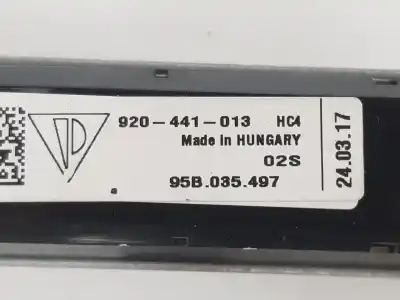 920-441-013 HC4
Made in HUNGARY
02S
95B.035.497
24.03.17